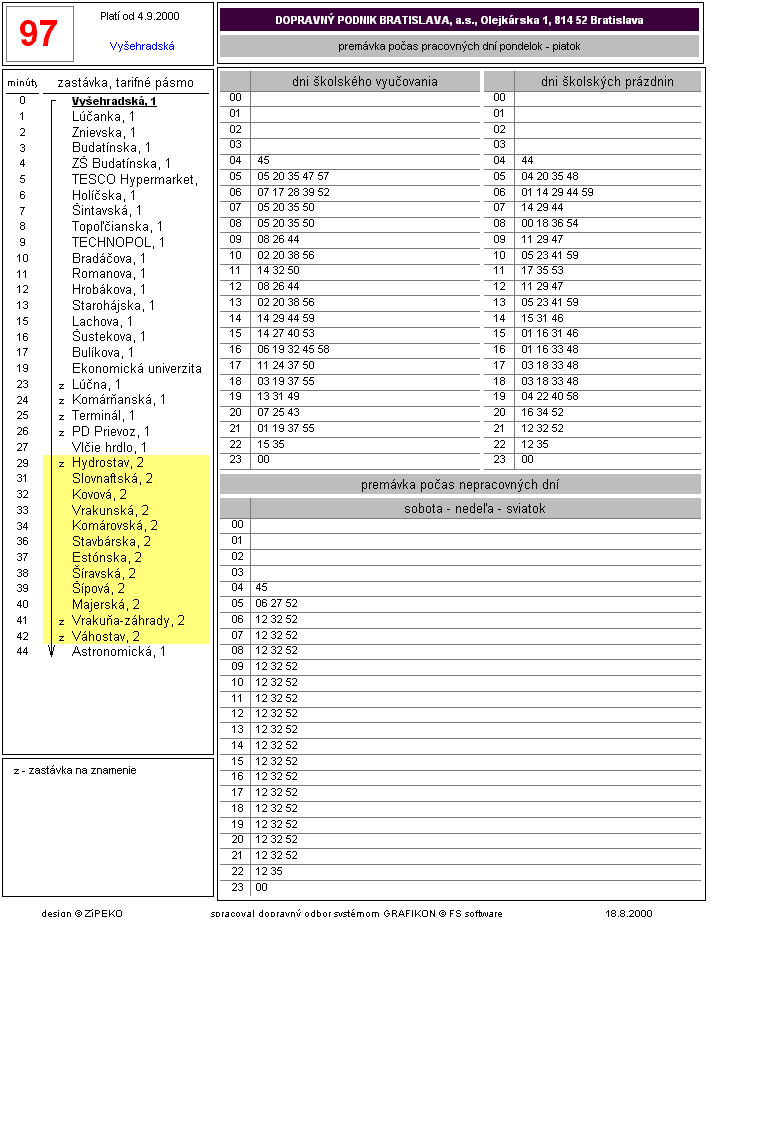 97
Platí od 4.9.2000
Vyšehradská
DOPRAVNÝ PODNIK BRATISLAVA, a.s., Olejkárska 1, 814 52 Bratislava
premávka počas pracovných dní pondelok - piatok
minúty zastávka, tarifné pásmo
0 Vyšehradská, 1
1 Lúčanka, 1
2 Znievska, 1
3 Budatínska, 1
4 ZŠ Budatínska, 1
5 TESCO Hypermarket,
6 Holíčska, 1
7 Šintavská, 1
8 Topoľčianska, 1
9 TECHNOPOL, 1
10 Bradáčova, 1
11 Romanova, 1
12 Hrobákova, 1
13 Starohájska, 1
15 Lachova, 1
16 Šustekova, 1
17 Bulíkova, 1
19 Ekonomická univerzita
23 z Lúčna, 1
24 z Komárňanská, 1
25 z Terminál, 1
26 z PD Prievoz, 1
27 Vlčie hrdlo, 1
29 z Hydrostav, 2
31 Slovnaftská, 2
32 Kovová, 2
33 Vrakunská, 2
34 Komárovská, 2
36 Stavbárska, 2
37 Estónska, 2
38 Šíravská, 2
39 Šípová, 2
40 Majerská, 2
41 z Vrakuňa-záhrady, 2
42 z Váhostav, 2
44 Astronomická, 1
z - zastávka na znamenie
dni školského vyučovania
00
01
02
03
04 45
05 05 20 35 47 57
06 07 17 28 39 52
07 05 20 35 50
08 05 20 35 50
09 08 26 44
10 02 20 38 56
11 14 32 50
12 08 26 44
13 02 20 38 56
14 14 29 44 59
15 14 27 40 53
16 06 19 32 45 58
17 11 24 37 50
18 03 19 37 55
19 13 31 49
20 07 25 43
21 01 19 37 55
22 15 35
23 00
dni školských prázdnin
00
01
02
03
04 44
05 04 20 35 48
06 01 14 29 44 59
07 14 29 44
08 00 18 36 54
09 11 29 47
10 05 23 41 59
11 17 35 53
12 11 29 47
13 05 23 41 59
14 15 31 46
15 01 16 31 46
16 01 16 33 48
17 03 18 33 48
18 03 18 33 48
19 04 22 40 58
20 16 34 52
21 12 32 52
22 12 35
23 00
premávka počas nepracovných dní
sobota - nedeľa - sviatok
00
01
02
03
04 45
05 06 27 52
06 12 32 52
07 12 32 52
08 12 32 52
09 12 32 52
10 12 32 52
11 12 32 52
12 12 32 52
13 12 32 52
14 12 32 52
15 12 32 52
16 12 32 52
17 12 32 52
18 12 32 52
19 12 32 52
20 12 32 52
21 12 32 52
22 12 35
23 00
design © ZiPEKO spracoval dopravný odbor systémom GRAFIKON © FS software 18.8.2000